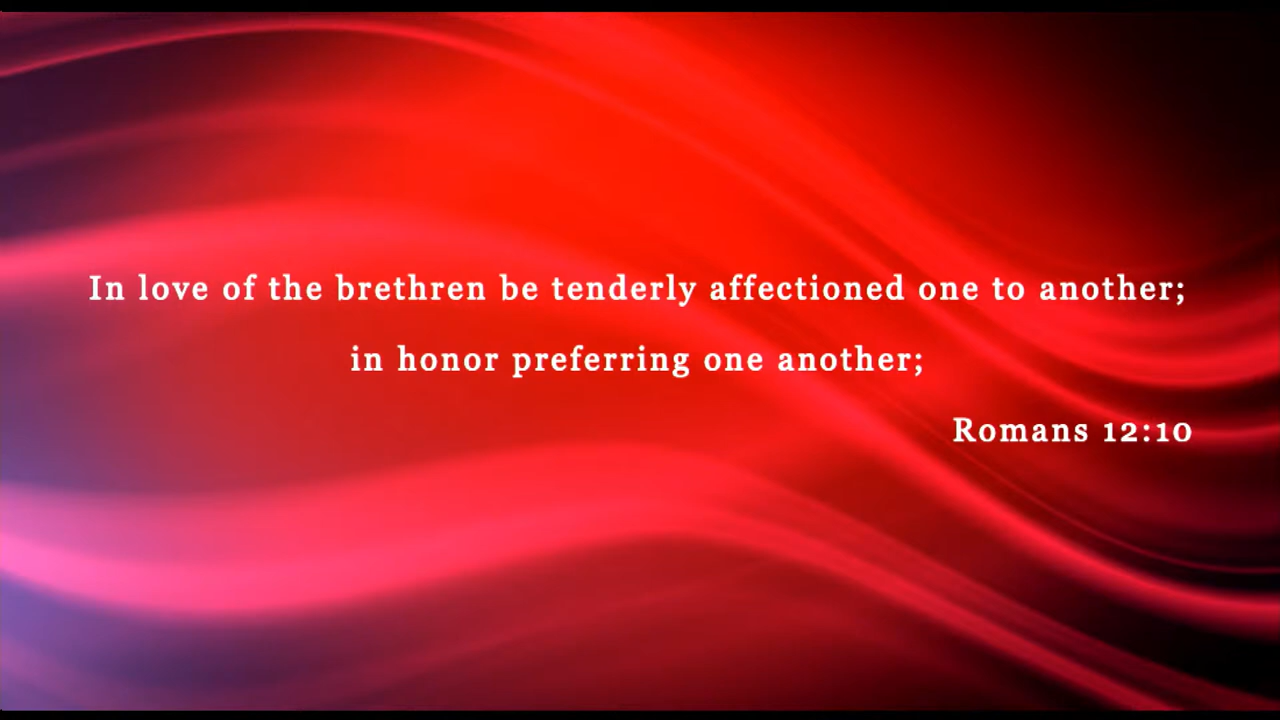 In love of the brethren be tenderly affectioned one to another;
in honor preferring one another;
Romans 12:10